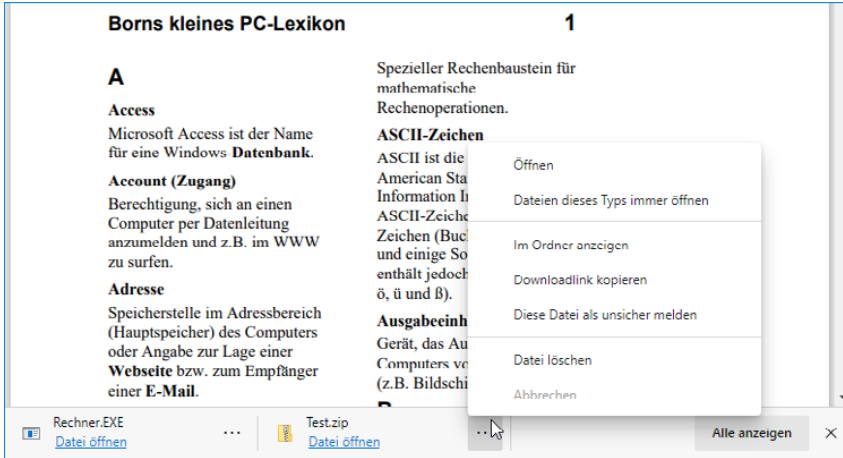 Borns kleines PC-Lexikon
1
A
Access
Microsoft Access ist der Name
für eine Windows-Datenbank.
Account (Zugang)
Berechtigung, sich an einen
Computer per Datenleitung
anzumelden und z.B. im WWW
zu surfen.
Adresse
Speicherstelle im Adressbereich
(Hauptspeicher) des Computers
oder Angabe zur Lage einer
Webseite bzw. zum Empfänger
einer E-Mail.
Spezieller Rechenbaustein für
mathematische
Rechenoperationen.
ASCII-Zeichen
ASCII ist die
American Sta
Information I
ASCII-Zeiche
Zeichen (Buc
und einige So
enthält jedoch
ö, ü und ß).
Ausgabeeinh
Gerät, das Au
Computers vo
(z.B. Bildschi
Öffnen
Dateien dieses Typs immer öffnen
Im Ordner anzeigen
Downloadlink kopieren
Diese Datei als unsicher melden
Datei löschen
Abbrechen
Rechner.EXE
Datei öffnen
...
Test.zip
Datei öffnen
...
Alle anzeigen